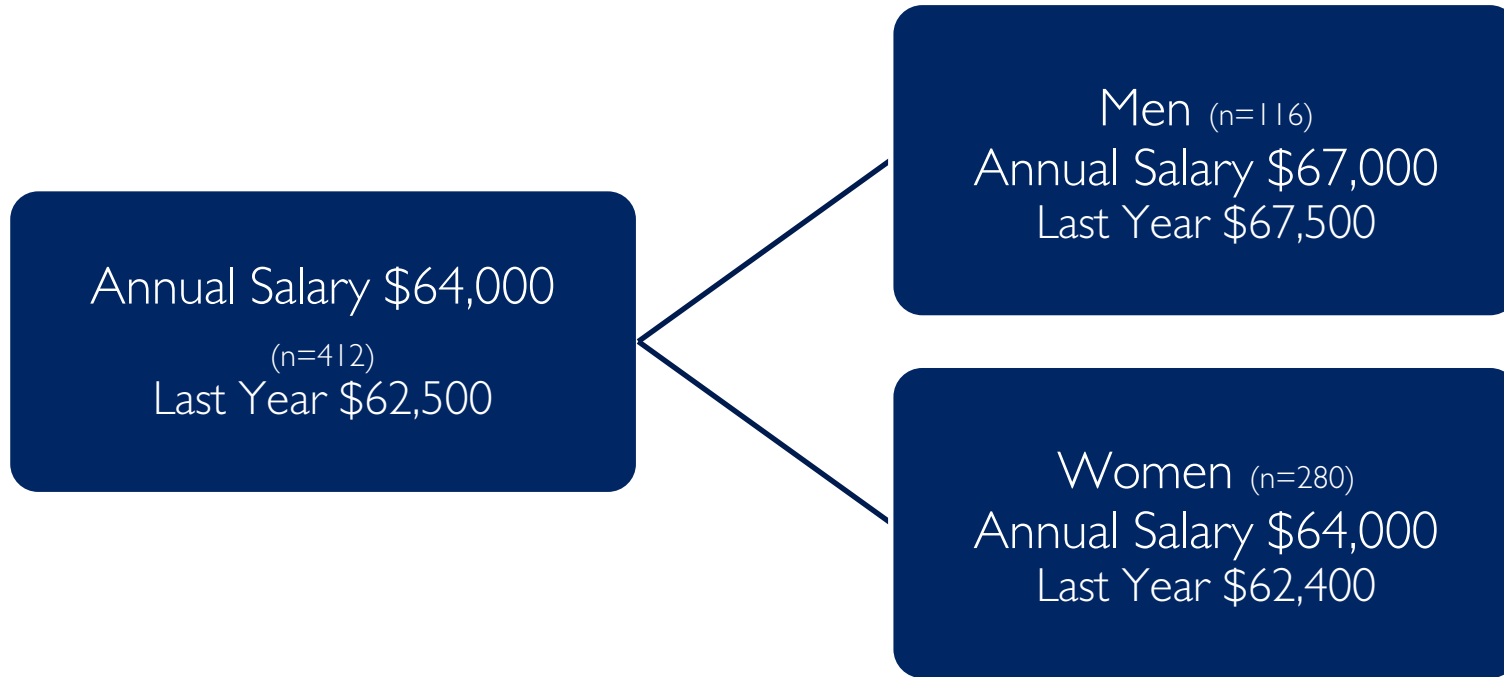 Annual Salary $64,000
(n=412)
Last Year $62,500
Men (n=116)
Annual Salary $67,000
Last Year $67,500
Women (n=280)
Annual Salary $64,000
Last Year $62,400